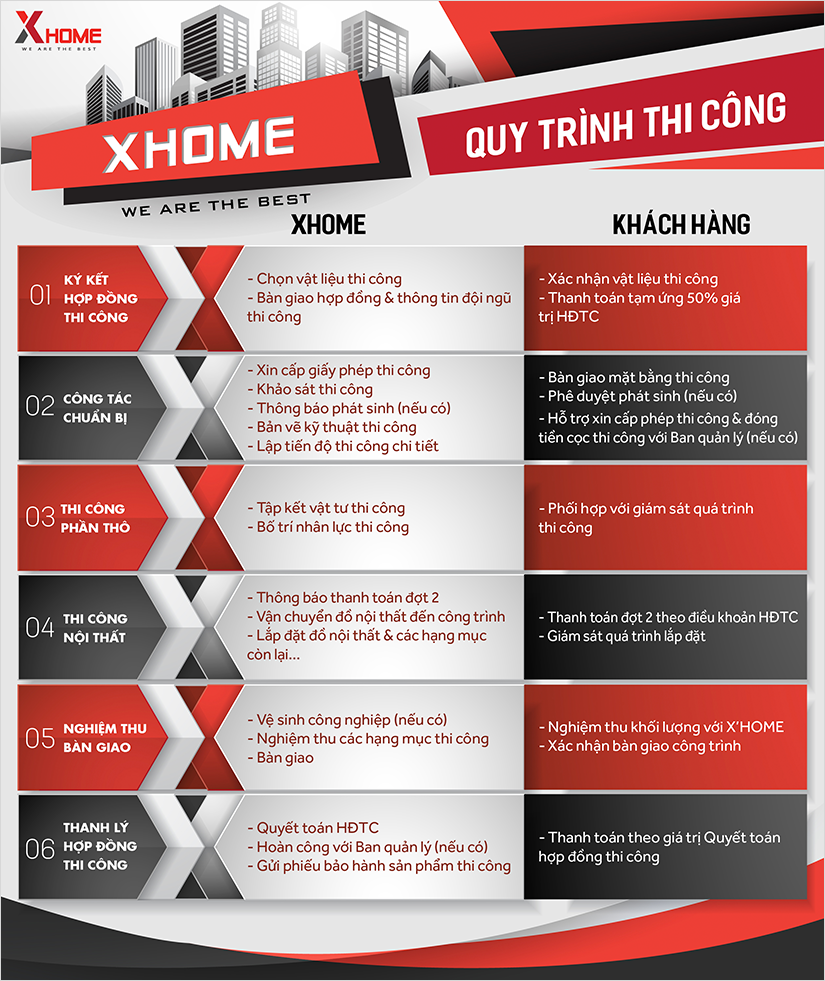 XHOME
WE ARE THE BEST
XHOME
WE ARE THE BEST
QUY TRÌNH THI CÔNG
XHOME
KHÁCH HÀNG
01
KÝ KẾT
HỢP ĐỒNG
THI CÔNG
- Chọn vật liệu thi công
- Bàn giao hợp đồng & thông tin đội ngũ
thi công
- Xác nhận vật liệu thi công
- Thanh toán tạm ứng 50% giá
trị HĐTC
02
CÔNG TÁC
CHUẨN BỊ
- Xin cấp giấy phép thi công
- Khảo sát thi công
- Thông báo phát sinh (nếu có)
- Bản vẽ kỹ thuật thi công
- Lập tiến độ thi công chi tiết
- Bàn giao mặt bằng thi công
- Phê duyệt phát sinh (nếu có)
- Hỗ trợ xin cấp phép thi công & đóng
tiền cọc thi công với Ban quản lý (nếu có)
03
THI CÔNG
PHẦN THÔ
- Tập kết vật tư thi công
- Bố trí nhân lực thi công
- Phối hợp với giám sát quá trình
thi công
04
THI CÔNG
NỘI THẤT
- Thông báo thanh toán đợt 2
- Vận chuyển đồ nội thất đến công trình
- Lắp đặt đồ nội thất & các hạng mục
còn lại...
- Thanh toán đợt 2 theo điều khoản HĐTC
- Giám sát quá trình lắp đặt
05
NGHIỆM THU
BÀN GIAO
- Vệ sinh công nghiệp (nếu có)
- Nghiệm thu các hạng mục thi công
- Bàn giao
- Nghiệm thu khối lượng với X'HOME
- Xác nhận bàn giao công trình
06
THANH LÝ
HỢP ĐỒNG
THI CÔNG
- Quyết toán HĐTC
- Hoàn công với Ban quản lý (nếu có)
- Gửi phiếu bảo hành sản phẩm thi công
- Thanh toán theo giá trị Quyết toán
hợp đồng thi công